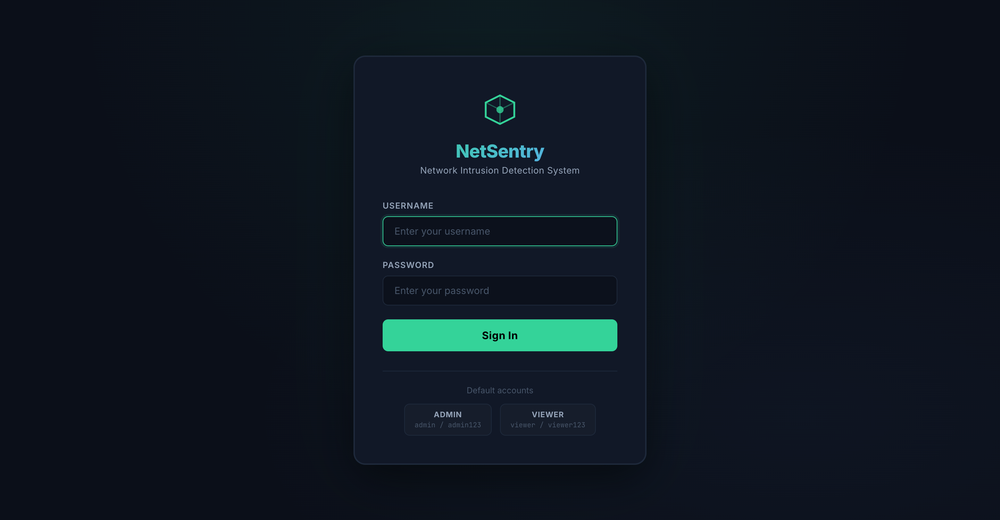 NetSentry
Network Intrusion Detection System
USERNAME
Enter your username
PASSWORD
Enter your password
Sign In
Default accounts
ADMIN
admin / admin123
VIEWER
viewer / viewer123